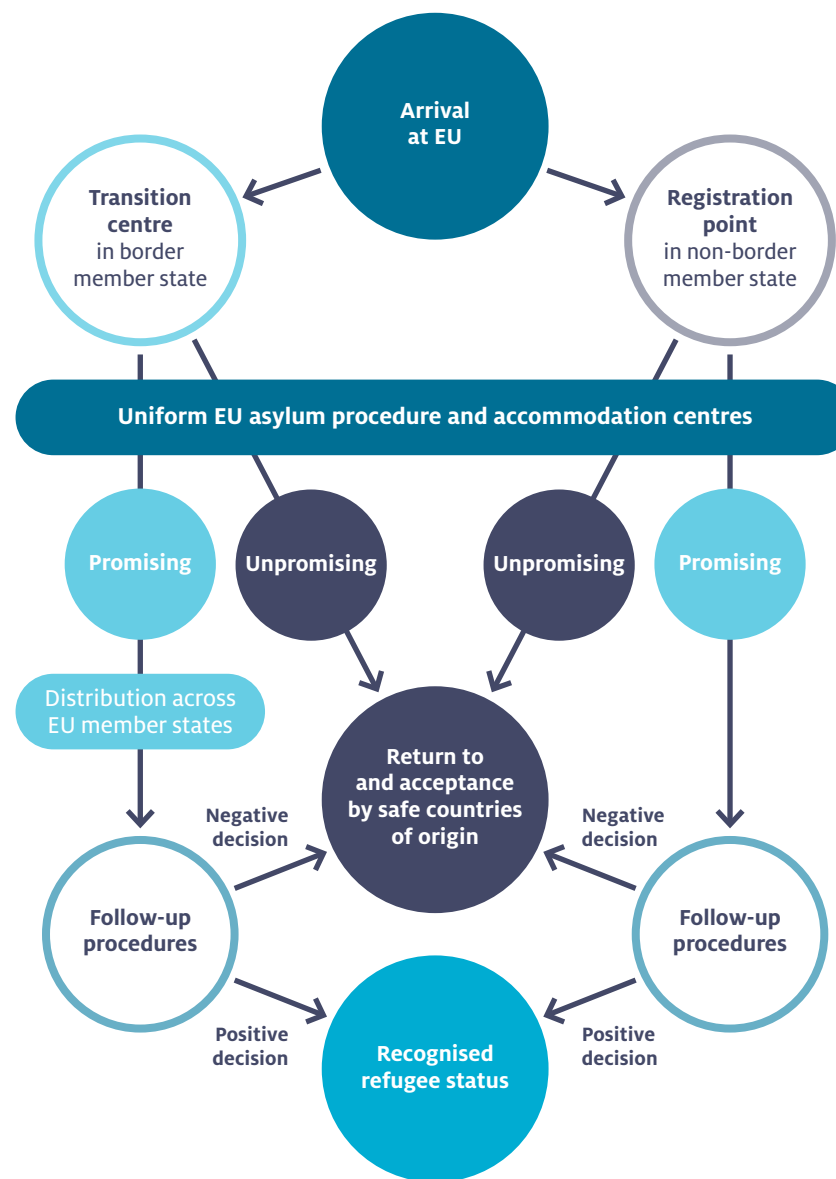 Arrival
at EU
Transition
centre
in border
member state
Registration
point
in non-border
member state
Uniform EU asylum procedure and accommodation centres
Promising
Unpromising
Unpromising
Promising
Distribution across
EU member states
Return to
and acceptance
by safe countries
of origin
Negative
decision
Negative
decision
Follow-up
procedures
Follow-up
procedures
Positive
decision
Positive
decision
Recognised
refugee status